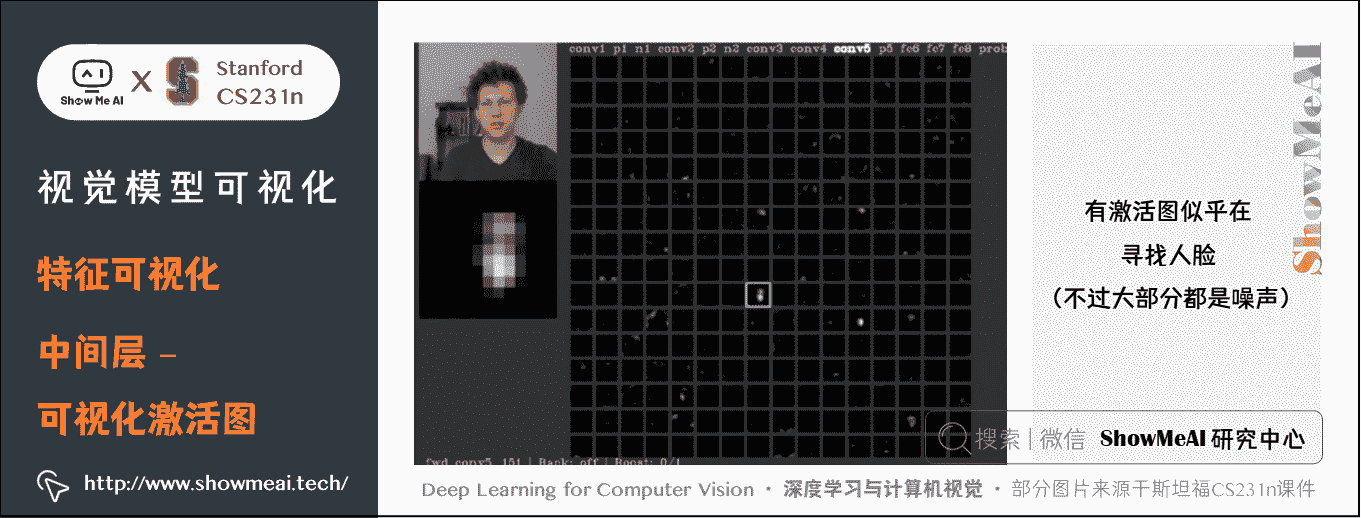 Show Me AI
X
Stanford
CS231n
视觉模型可视化
特征可视化
中间层 –
可视化激活图
http://www.showmeai.tech/
conv1 p1 n1 conv2 p2 n2 conv3 conv4 conv5 p5 fc6 fc7 fc8 prob
fwd conv5_151 | Back: off | Boost: 0/1
有激活图似乎在
寻找人脸
（不过大部分都是噪声）
ShowMeAI
搜索 | 微信 ShowMeAI 研究中心
Deep Learning for Computer Vision · 深度学习与计算机视觉 · 部分图片来源于斯坦福CS231n课件